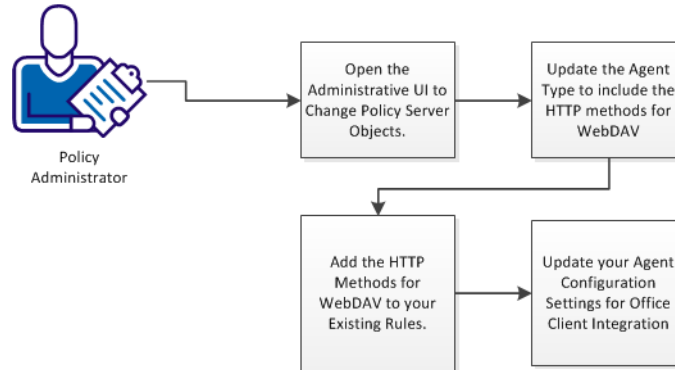 Policy
Administrator
Open the
Administrative UI to
Change Policy Server
Objects.
Update the Agent
Type to include the
HTTP methods for
WebDAV
Add the HTTP
Methods for
WebDAV to your
Existing Rules.
Update your Agent
Configuration
Settings for Office
Client Integration